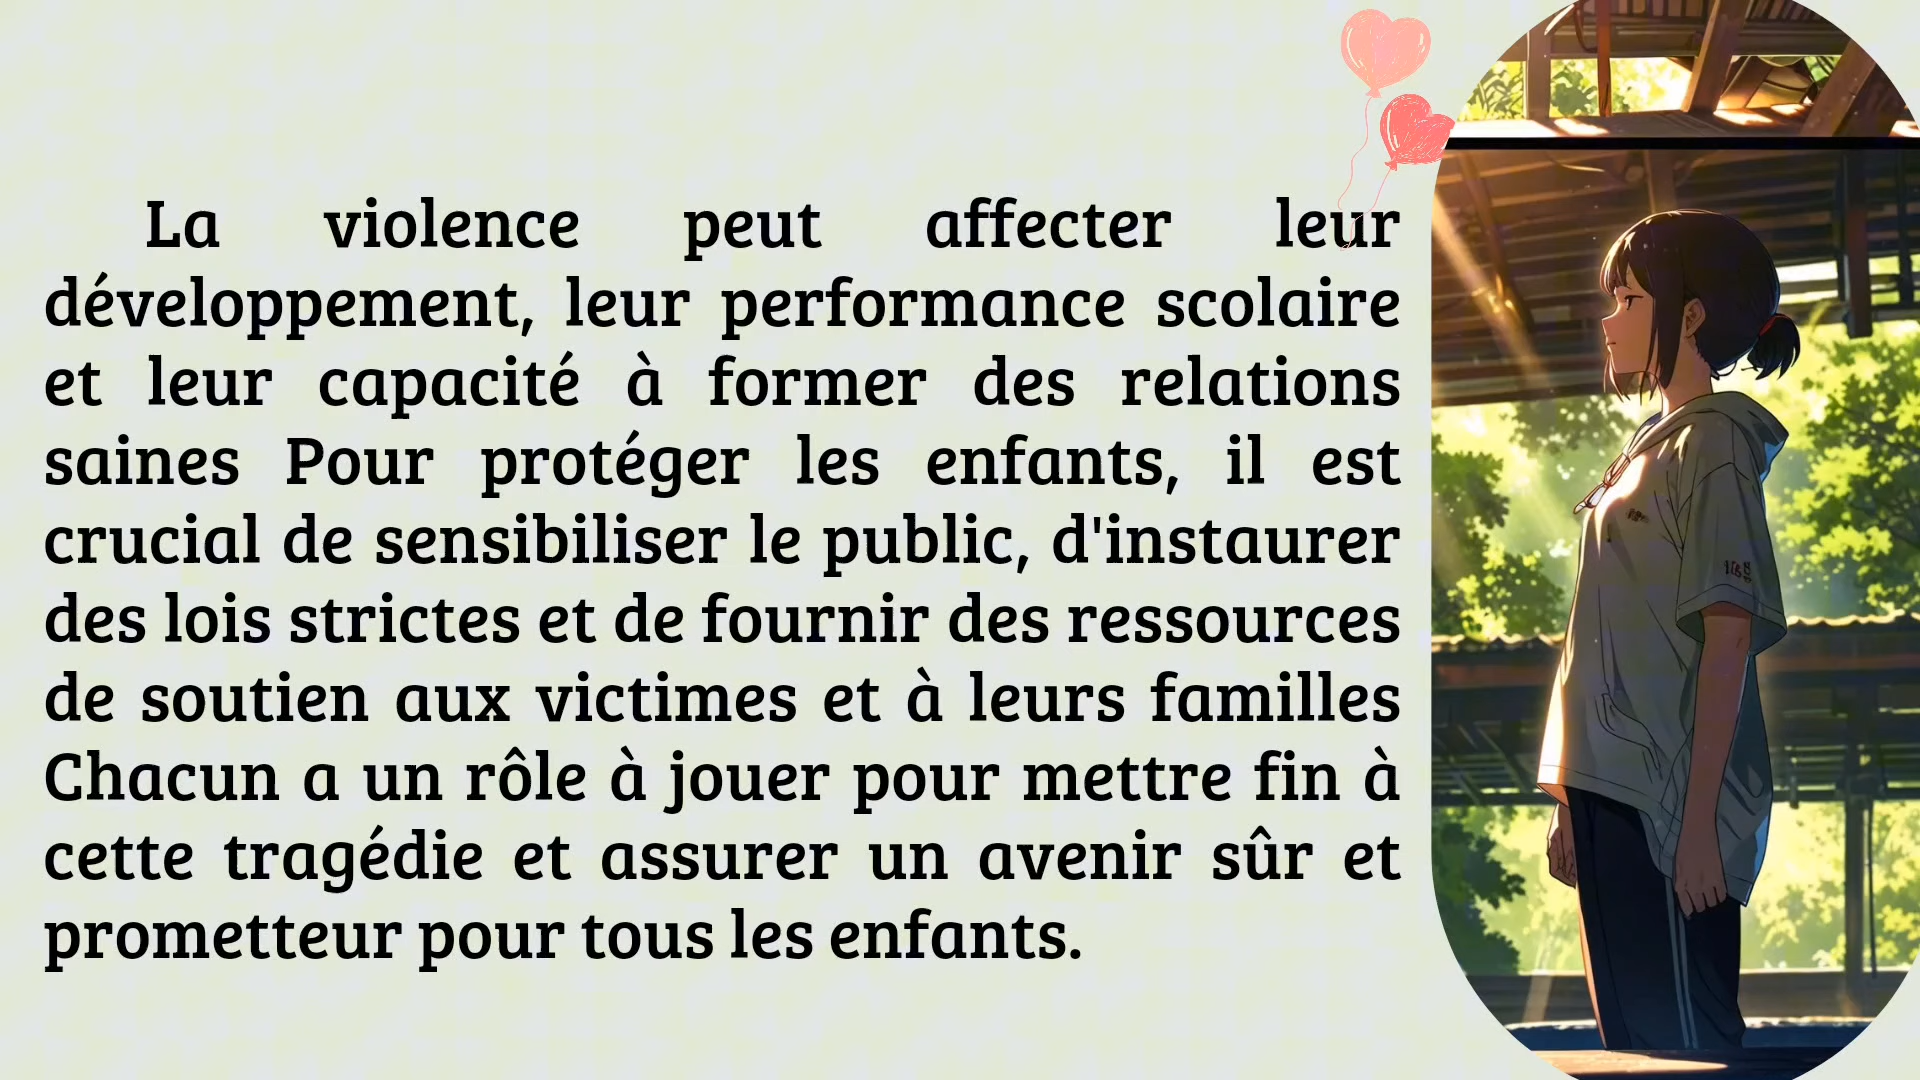 La violence peut affecter leur
développement, leur performance scolaire
et leur capacité à former des relations
saines Pour protéger les enfants, il est
crucial de sensibiliser le public, d'instaurer
des lois strictes et de fournir des ressources
de soutien aux victimes et à leurs familles
Chacun a un rôle à jouer pour mettre fin à
cette tragédie et assurer un avenir sûr et
prometteur pour tous les enfants.